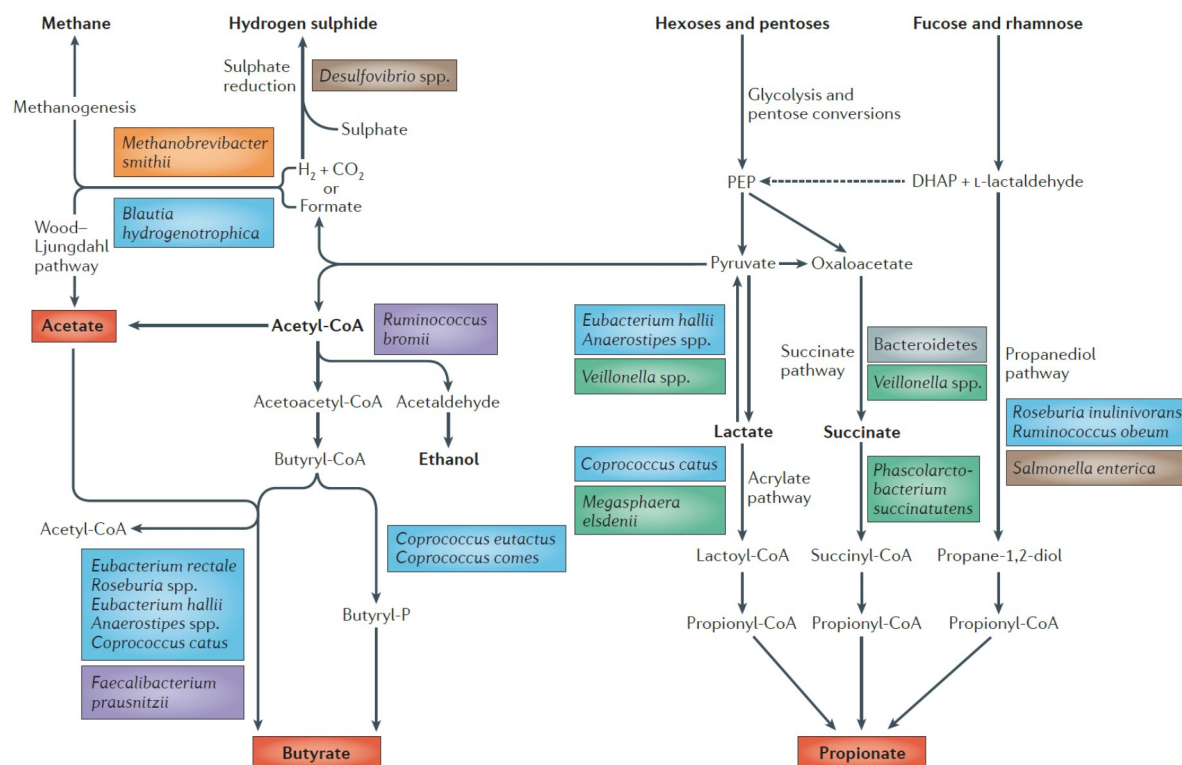 Methane
Hydrogen sulphide
Hexoses and pentoses
Fucose and rhamnose
Sulphate
reduction
Desulfovibrio spp.
Methanogenesis
Glycolysis and
pentose conversions
Sulphate
Methanobrevibacter
smithii
H₂ + CO₂
or
Formate
PEP
DHAP + L-lactaldehyde
Blautia
hydrogenotrophica
Wood–
Ljungdahl
pathway
Pyruvate
Oxaloacetate
Acetate
Acetyl-CoA
Ruminococcus
bromii
Eubacterium hallii
Anaerostipes spp.
Veillonella spp.
Succinate
pathway
Bacteroidetes
Veillonella spp.
Propanediol
pathway
Acetoacetyl-CoA
Acetaldehyde
Roseburia inulinivorans
Ruminococcus obeum
Salmonella enterica
Butyryl-CoA
Ethanol
Lactate
Succinate
Coprococcus catus
Megasphaera
elsdenii
Acrylate
pathway
Phascolarcto-
bacterium
succinatutens
Acetyl-CoA
Coprococcus eutactus
Coprococcus comes
Lactoyl-CoA
Succinyl-CoA
Propane-1,2-diol
Eubacterium rectale
Roseburia spp.
Eubacterium hallii
Anaerostipes spp.
Coprococcus catus
Butyryl-P
Propionyl-CoA
Propionyl-CoA
Propionyl-CoA
Faecalibacterium
prausnitzii
Butyrate
Propionate